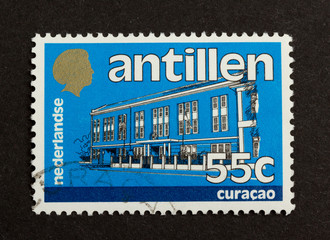 antillen
nederlandse
55c
curaçao